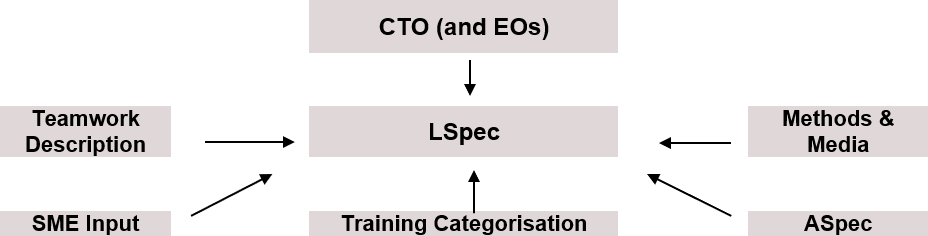 CTO (and EOs)
Teamwork
Description
LSpec
Methods &
Media
SME Input
Training Categorisation
ASpec